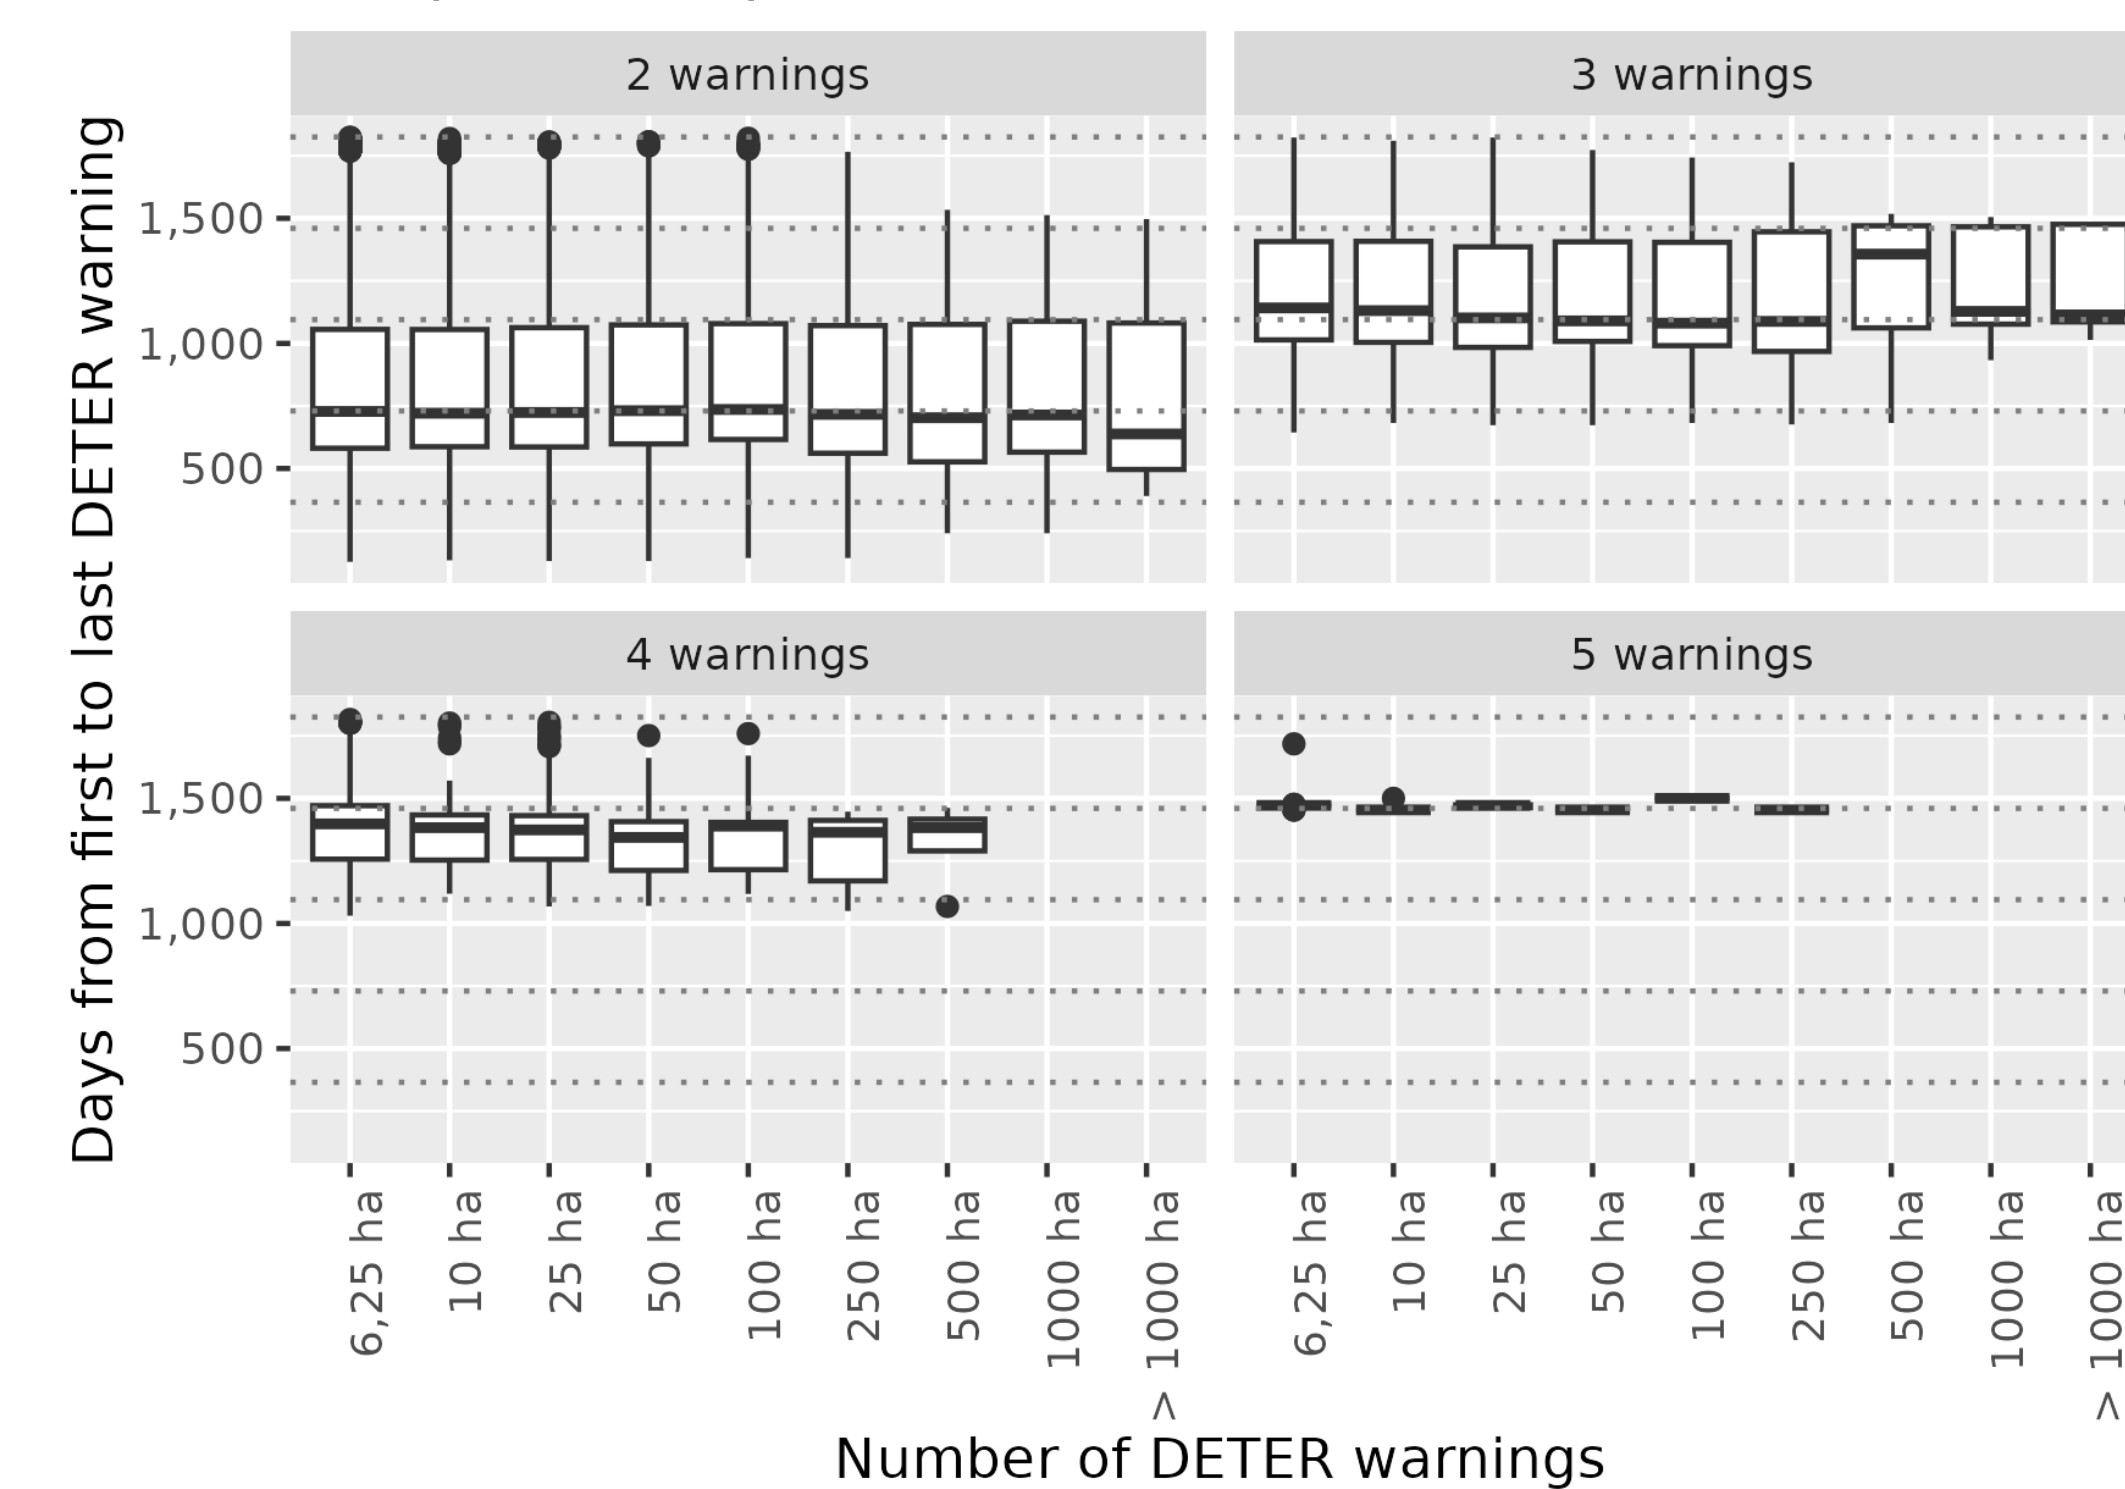 2 warnings
3 warnings
Days from first to last DETER warning
1,500
1,000
500
4 warnings
5 warnings
1,500
1,000
500
6,25 ha
10 ha
25 ha
50 ha
100 ha
250 ha
500 ha
1000 ha
> 1000 ha
6,25 ha
10 ha
25 ha
50 ha
100 ha
250 ha
500 ha
1000 ha
> 1000 ha
Number of DETER warnings